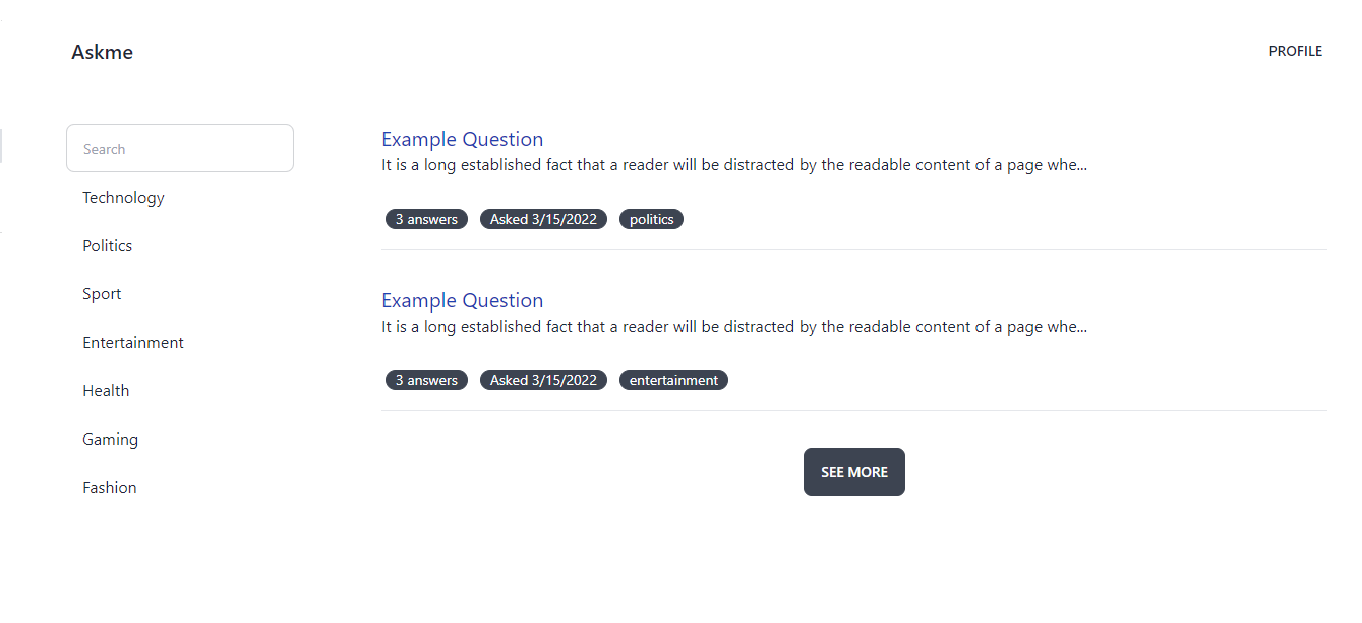 Askme
PROFILE
Search
Technology
Politics
Sport
Entertainment
Health
Gaming
Fashion
Example Question
It is a long established fact that a reader will be distracted by the readable content of a page whe...
3 answers Asked 3/15/2022 politics
Example Question
It is a long established fact that a reader will be distracted by the readable content of a page whe...
3 answers Asked 3/15/2022 entertainment
SEE MORE